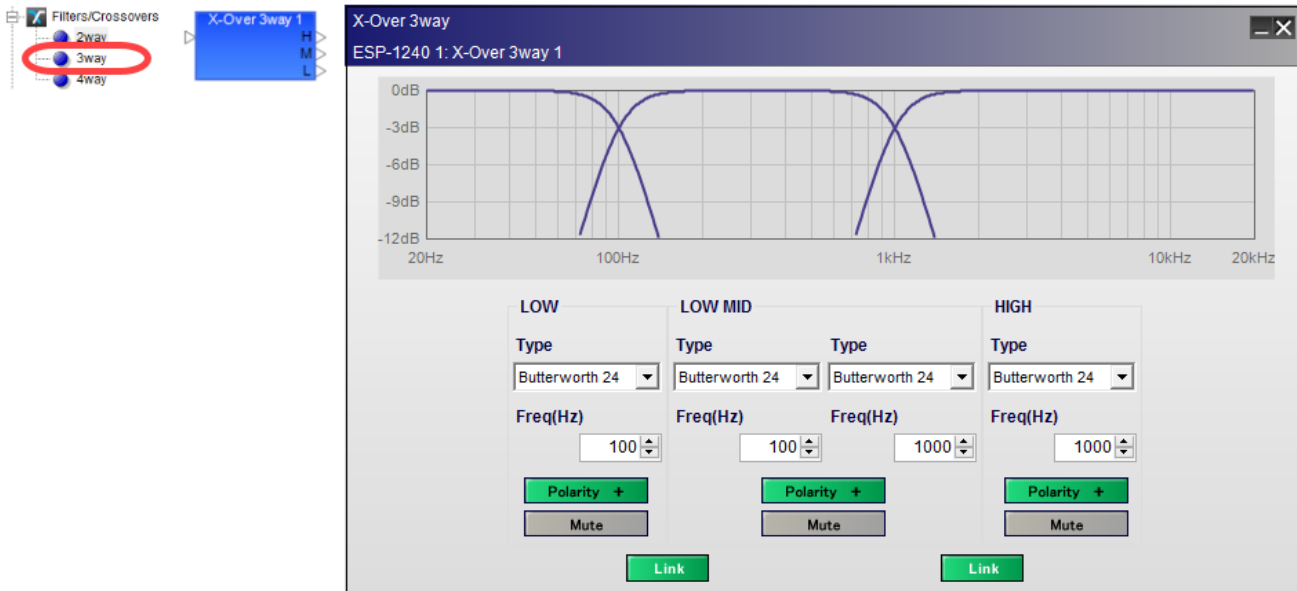 Filters/Crossovers
2way
3way
4way
X-Over 3way 1
H
M
L
X-Over 3way
ESP-1240 1: X-Over 3way 1
0dB
-3dB
-6dB
-9dB
-12dB
20Hz 100Hz 1kHz 10kHz 20kHz
LOW LOW MID HIGH
Type Type Type Type
Butterworth 24 Butterworth 24 Butterworth 24 Butterworth 24
Freq(Hz) Freq(Hz) Freq(Hz) Freq(Hz)
100 100 1000 1000
Polarity + Polarity + Polarity +
Mute Mute Mute
Link Link